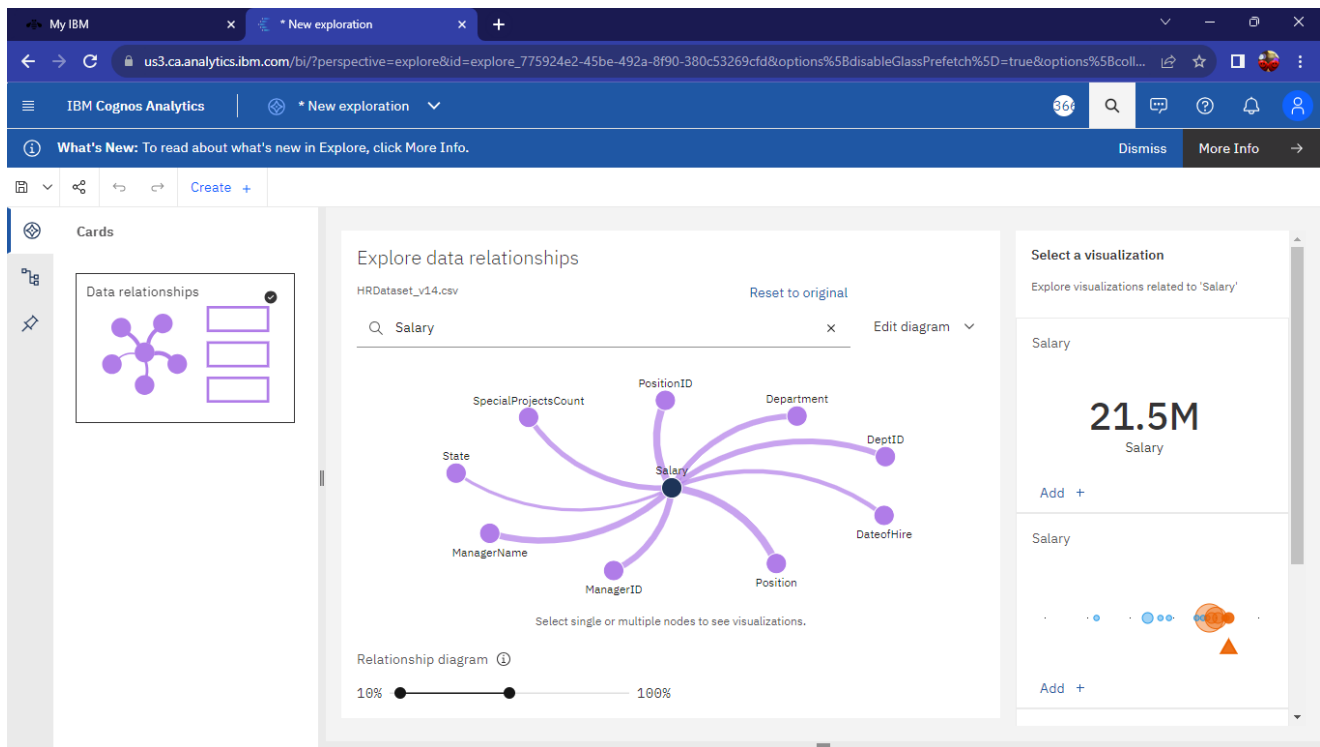 My IBM
* New exploration
us3.ca.analytics.ibm.com/bi/?perspective=explore&id=explore_775924e2-45be-492a-8f90-380c53269cfd&options%5BdisableGlassPrefetch%5D=true&options%5Bcoll...
IBM Cognos Analytics
* New exploration
366
What's New: To read about what's new in Explore, click More Info.
Dismiss
More Info
Create +
Cards
Data relationships
Explore data relationships
HRDataset_v14.csv
Reset to original
Salary
Edit diagram
PositionID
SpecialProjectsCount
Department
DeptID
State
Salary
DateofHire
ManagerName
Position
ManagerID
Select single or multiple nodes to see visualizations.
Relationship diagram
10%
100%
Select a visualization
Explore visualizations related to 'Salary'
Salary
21.5M
Salary
Add +
Salary
Add +